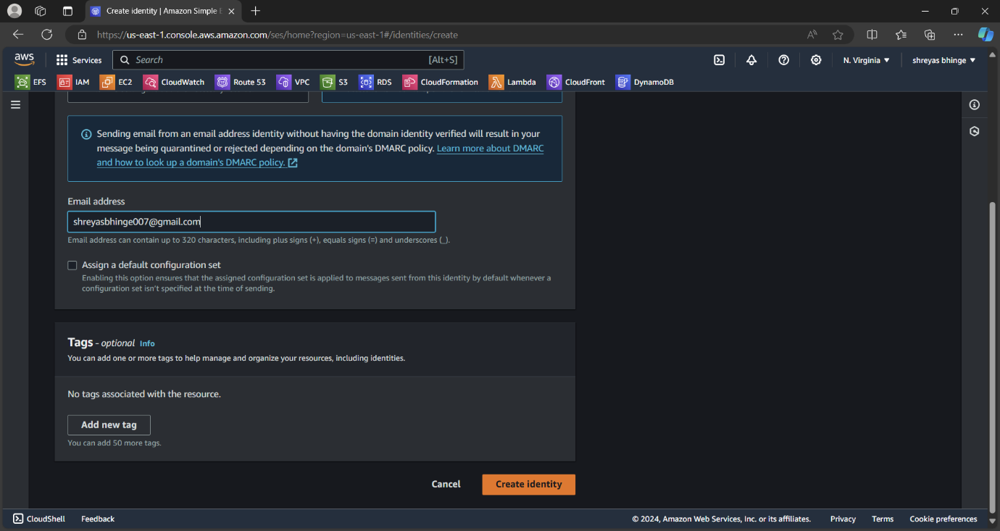 Create identity | Amazon Simple E
https://us-east-1.console.aws.amazon.com/ses/home?region=us-east-1#/identities/create
aws
Services
Search
[Alt+S]
N. Virginia
shreyas bhinge
EFS
IAM
EC2
CloudWatch
Route 53
VPC
S3
RDS
CloudFormation
Lambda
CloudFront
DynamoDB
Sending email from an email address identity without having the domain identity verified will result in your
message being quarantined or rejected depending on the domain's DMARC policy. Learn more about DMARC
and how to look up a domain's DMARC policy.
Email address
shreyasbhinge007@gmail.com
Email address can contain up to 320 characters, including plus signs (+), equals signs (=) and underscores (_).
Assign a default configuration set
Enabling this option ensures that the assigned configuration set is applied to messages sent from this identity by default whenever a
configuration set isn't specified at the time of sending.
Tags - optional Info
You can add one or more tags to help manage and organize your resources, including identities.
No tags associated with the resource.
Add new tag
You can add 50 more tags.
Cancel
Create identity
CloudShell
Feedback
© 2024, Amazon Web Services, Inc. or its affiliates.
Privacy
Terms
Cookie preferences